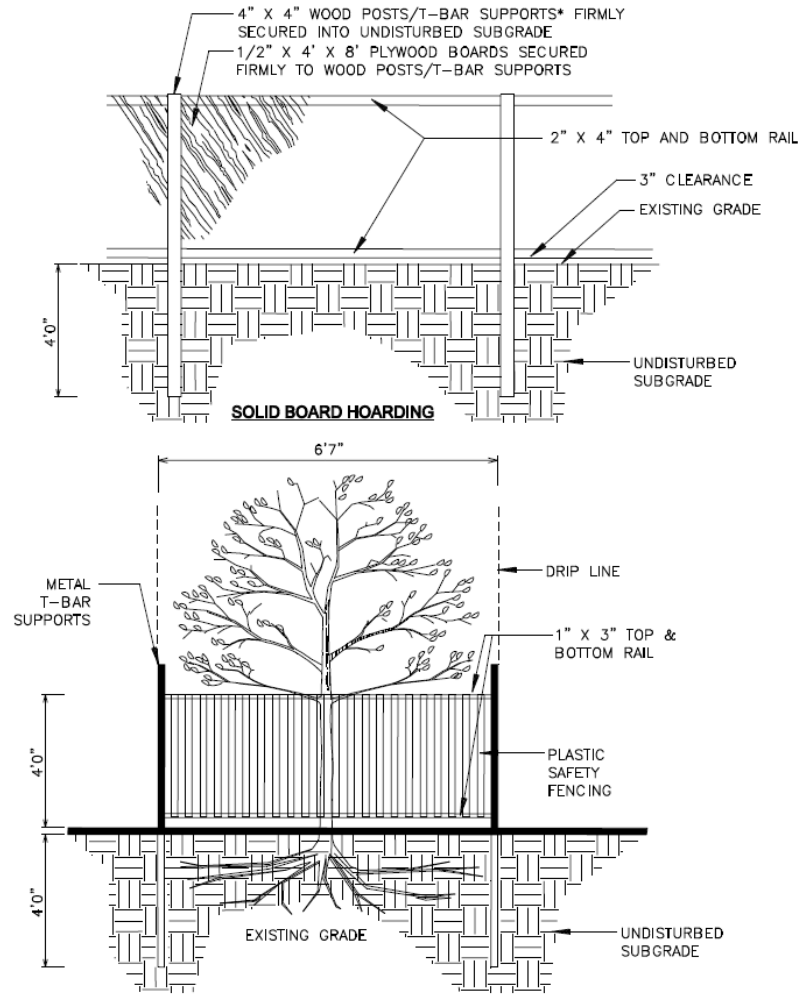 4” X 4” WOOD POSTS/T-BAR SUPPORTS* FIRMLY
SECURED INTO UNDISTURBED SUBGRADE
1/2” X 4' X 8' PLYWOOD BOARDS SECURED
FIRMLY TO WOOD POSTS/T-BAR SUPPORTS
2” X 4” TOP AND BOTTOM RAIL
3” CLEARANCE
EXISTING GRADE
4'0”
UNDISTURBED
SUBGRADE
SOLID BOARD HOARDING
6'7”
DRIP LINE
METAL
T-BAR
SUPPORTS
1” X 3” TOP &
BOTTOM RAIL
4'0”
PLASTIC
SAFETY
FENCING
4'0”
EXISTING GRADE
UNDISTURBED
SUBGRADE